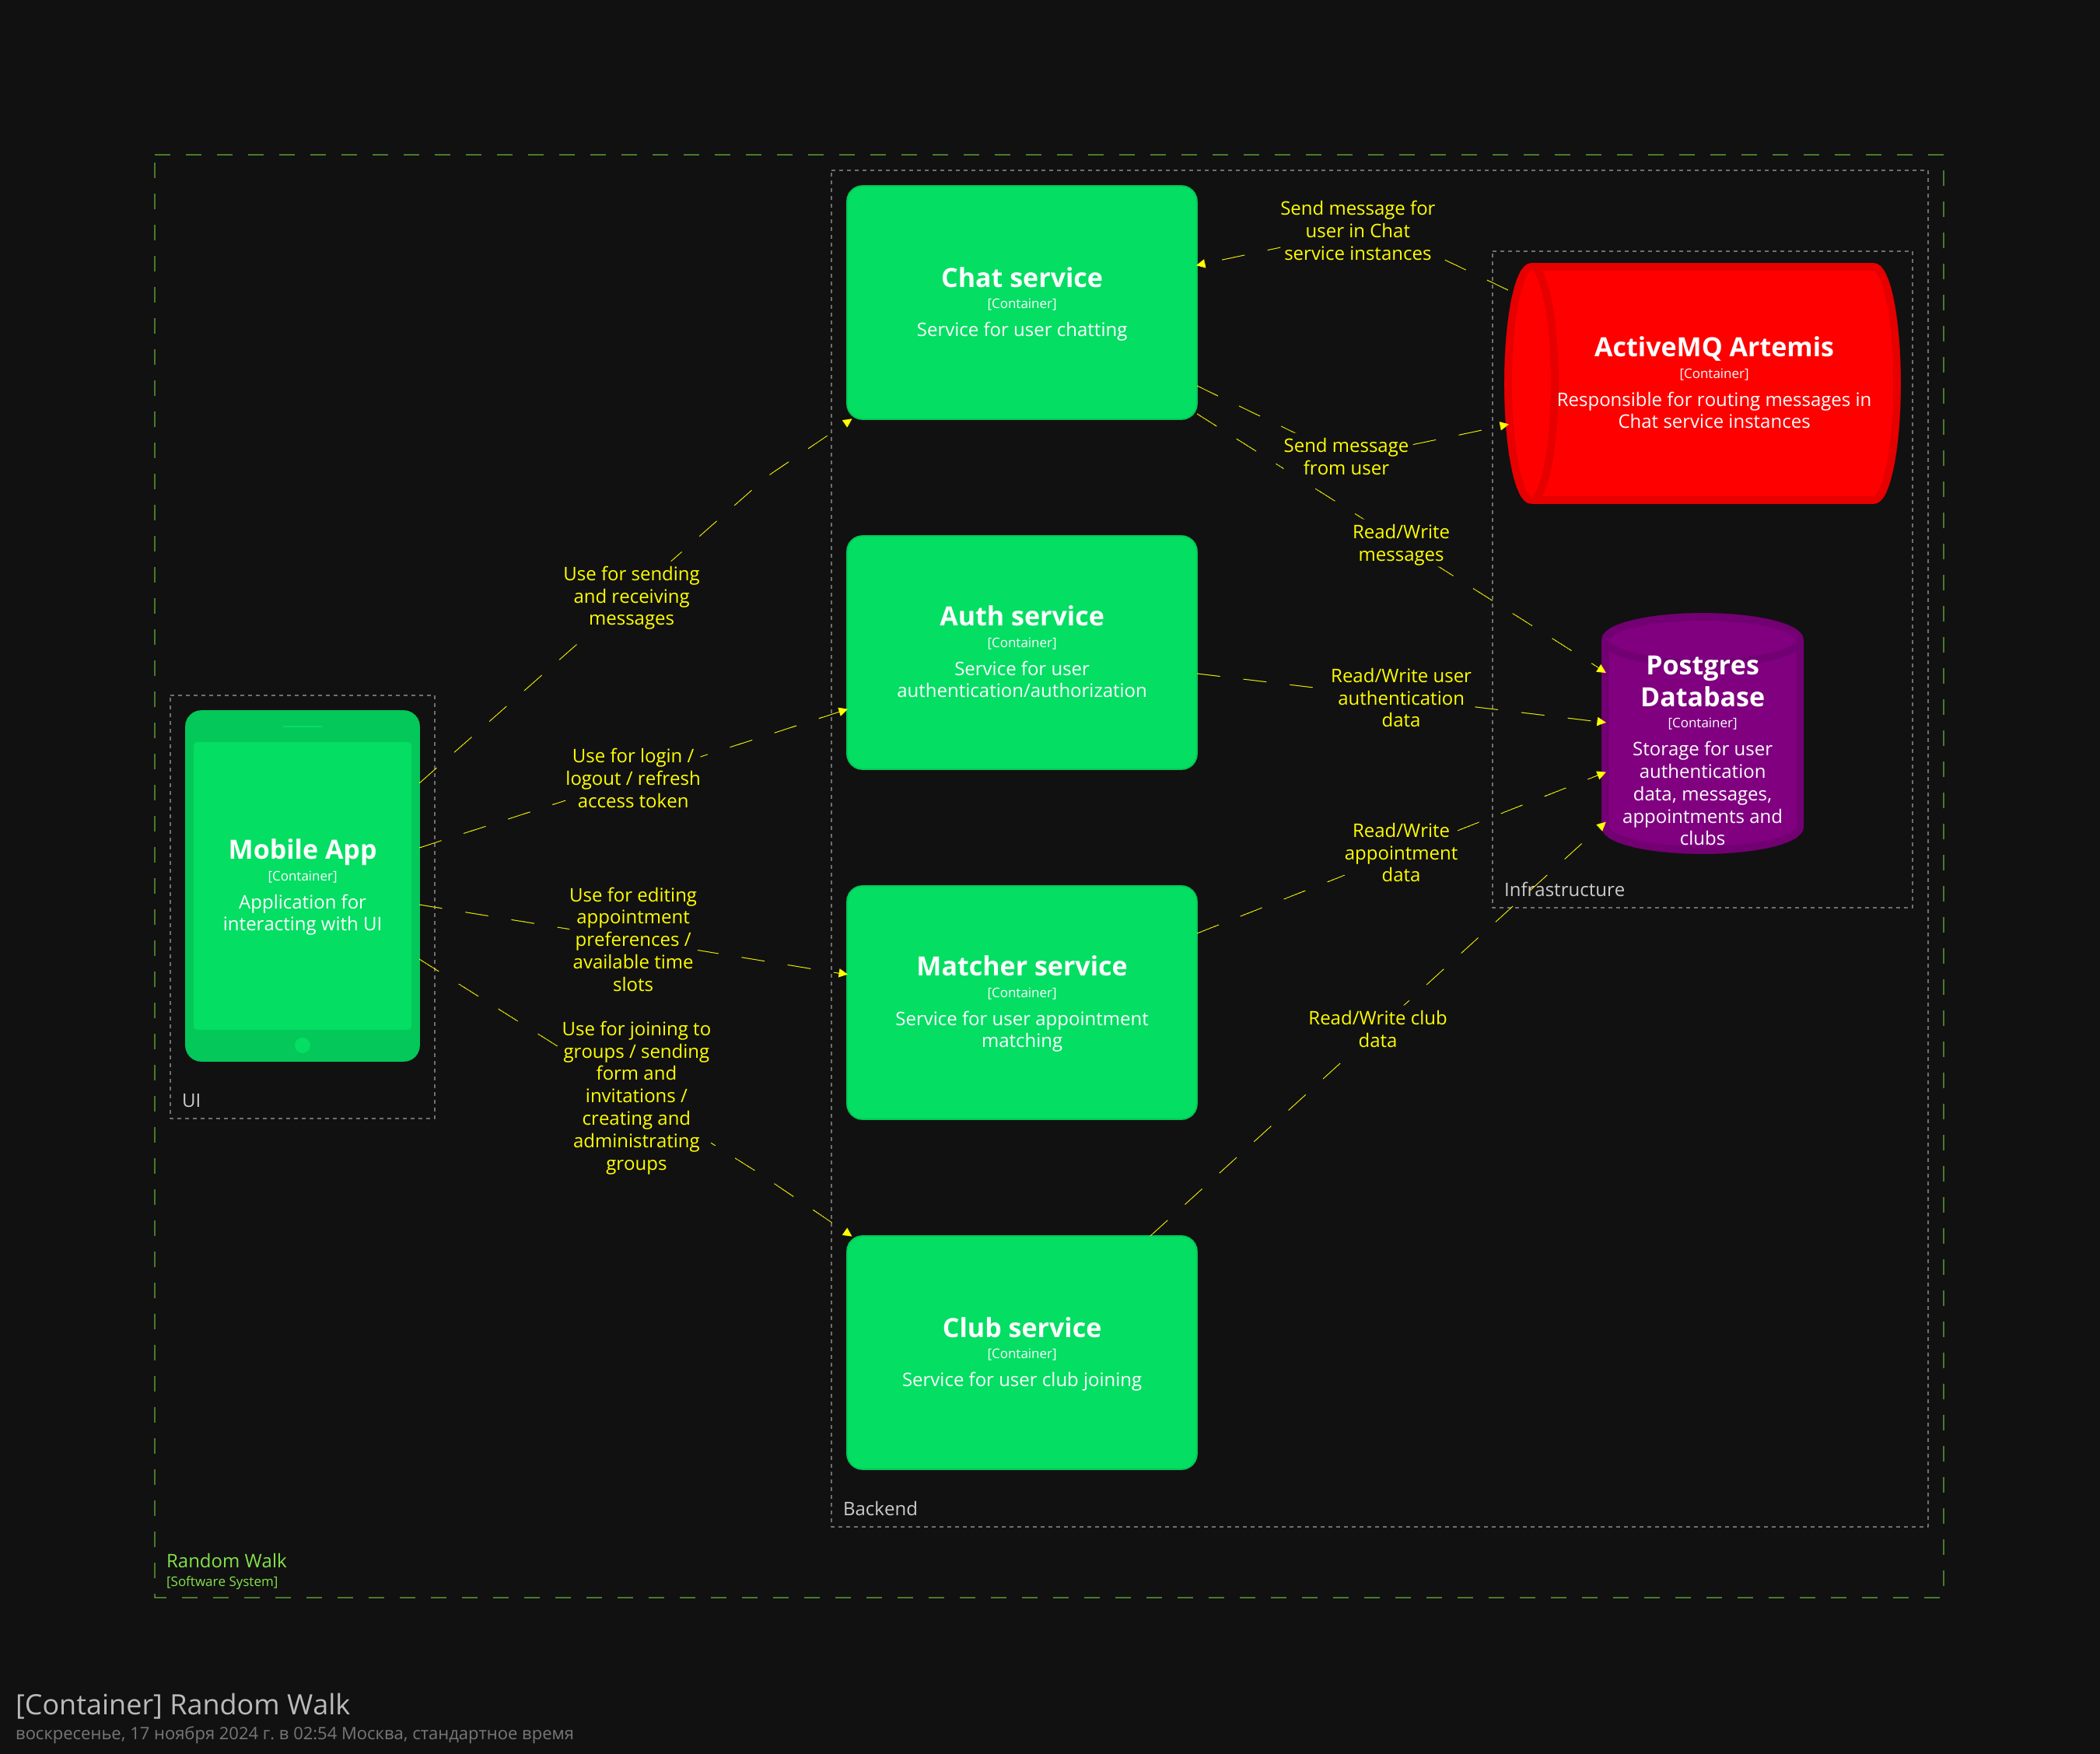 Chat service
[Container]
Service for user chatting
Send message for
user in Chat
service instances
ActiveMQ Artemis
[Container]
Responsible for routing messages in
Chat service instances
Send message
from user
Read/Write
messages
Use for sending
and receiving
messages
Auth service
[Container]
Service for user
authentication/authorization
Read/Write user
authentication
data
Postgres
Database
[Container]
Storage for user
authentication
data, messages,
appointments and
clubs
Infrastructure
Use for login /
logout / refresh
access token
Mobile App
[Container]
Application for
interacting with UI
UI
Use for editing
appointment
preferences /
available time
slots
Read/Write
appointment
data
Matcher service
[Container]
Service for user appointment
matching
Use for joining to
groups / sending
form and
invitations /
creating and
administrating
groups
Read/Write club
data
Club service
[Container]
Service for user club joining
Backend
Random Walk
[Software System]
[Container] Random Walk
воскресенье, 17 ноября 2024 г. в 02:54 Москва, стандартное время